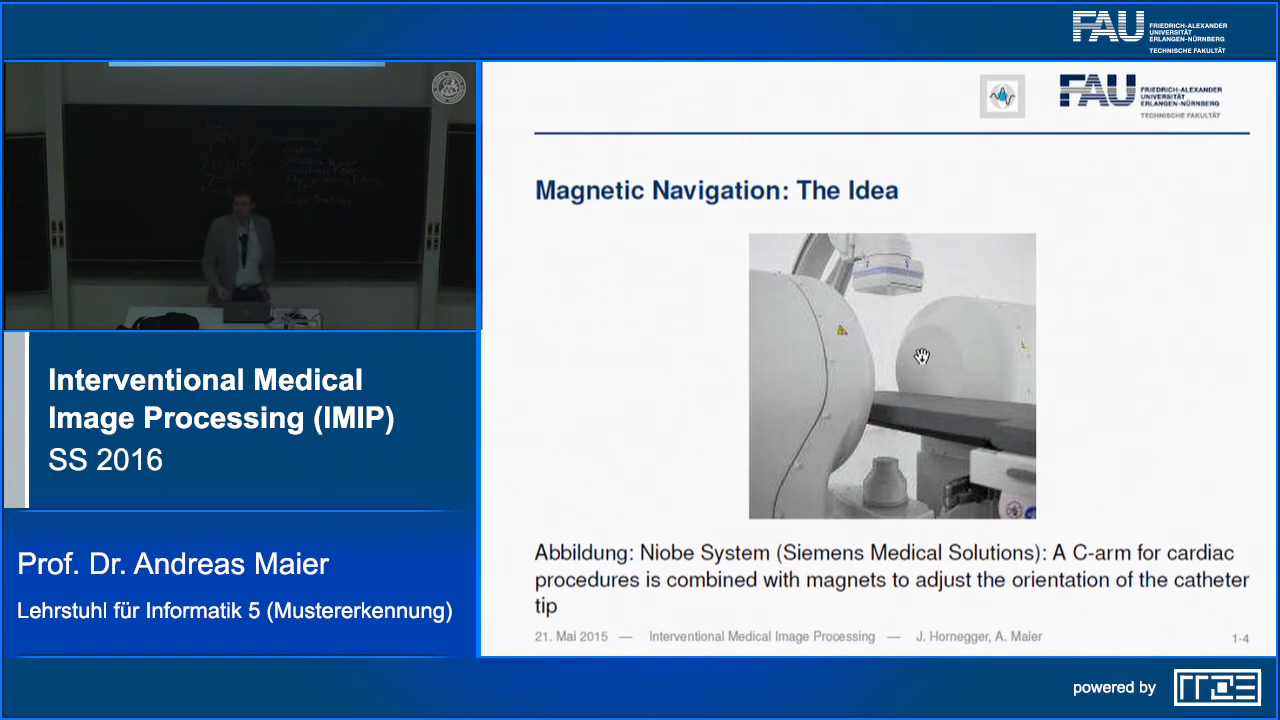 FAU
FRIEDRICH-ALEXANDER
UNIVERSITÄT
ERLANGEN-NÜRNBERG
TECHNISCHE FAKULTÄT
FAU
FRIEDRICH-ALEXANDER
UNIVERSITÄT
ERLANGEN-NÜRNBERG
TECHNISCHE FAKULTÄT
Magnetic Navigation: The Idea
Abbildung: Niobe System (Siemens Medical Solutions): A C-arm for cardiac
procedures is combined with magnets to adjust the orientation of the catheter
tip
21. Mai 2015 — Interventional Medical Image Processing — J. Hornegger, A. Maier
1-4
Interventional Medical
Image Processing (IMIP)
SS 2016
Prof. Dr. Andreas Maier
Lehrstuhl für Informatik 5 (Mustererkennung)
powered by